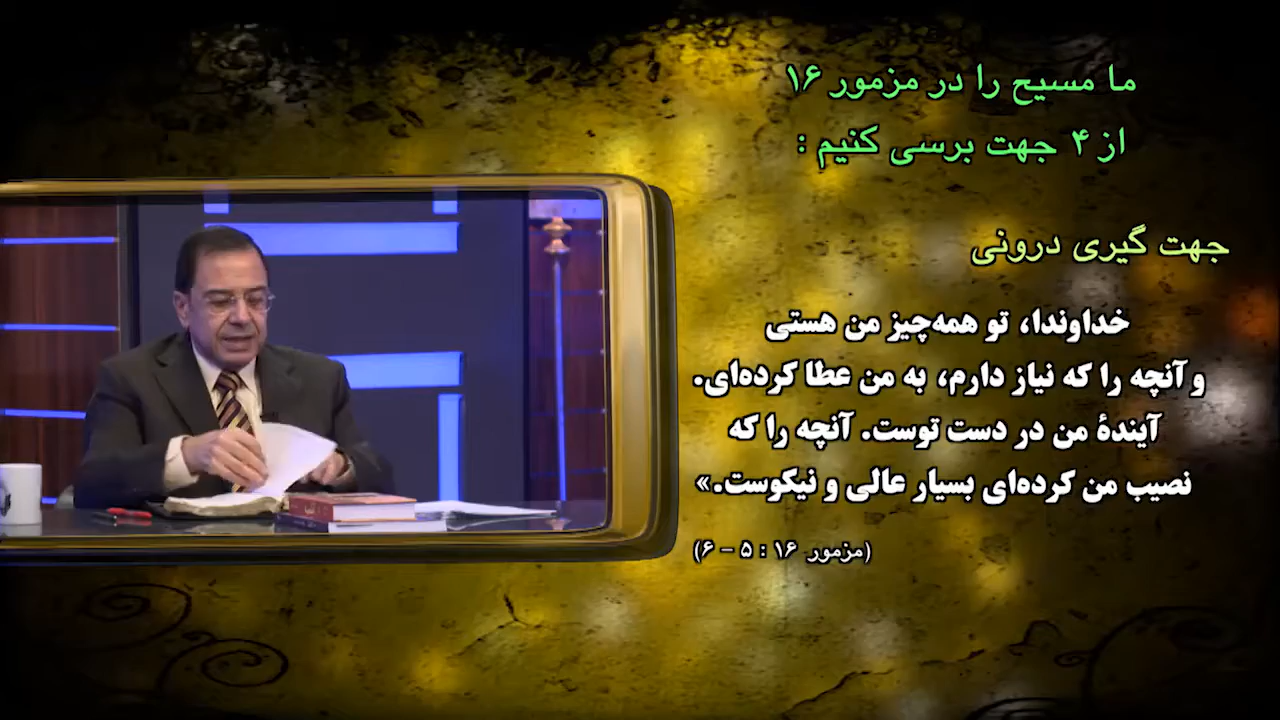 ما مسیح را در مزمور ۱۶
از ۴ جهت برسی کنیم :
جهت گیری درونی
خداوندا، تو همه‌چیز من هستی
و آنچه را که نیاز دارم، به من عطا کرده‌ای.
آیندهٔ من در دست توست. آنچه را که
نصیب من کرده‌ای بسیار عالی و نیکوست.»
(مزمور ۱۶ : ۵ – ۶)